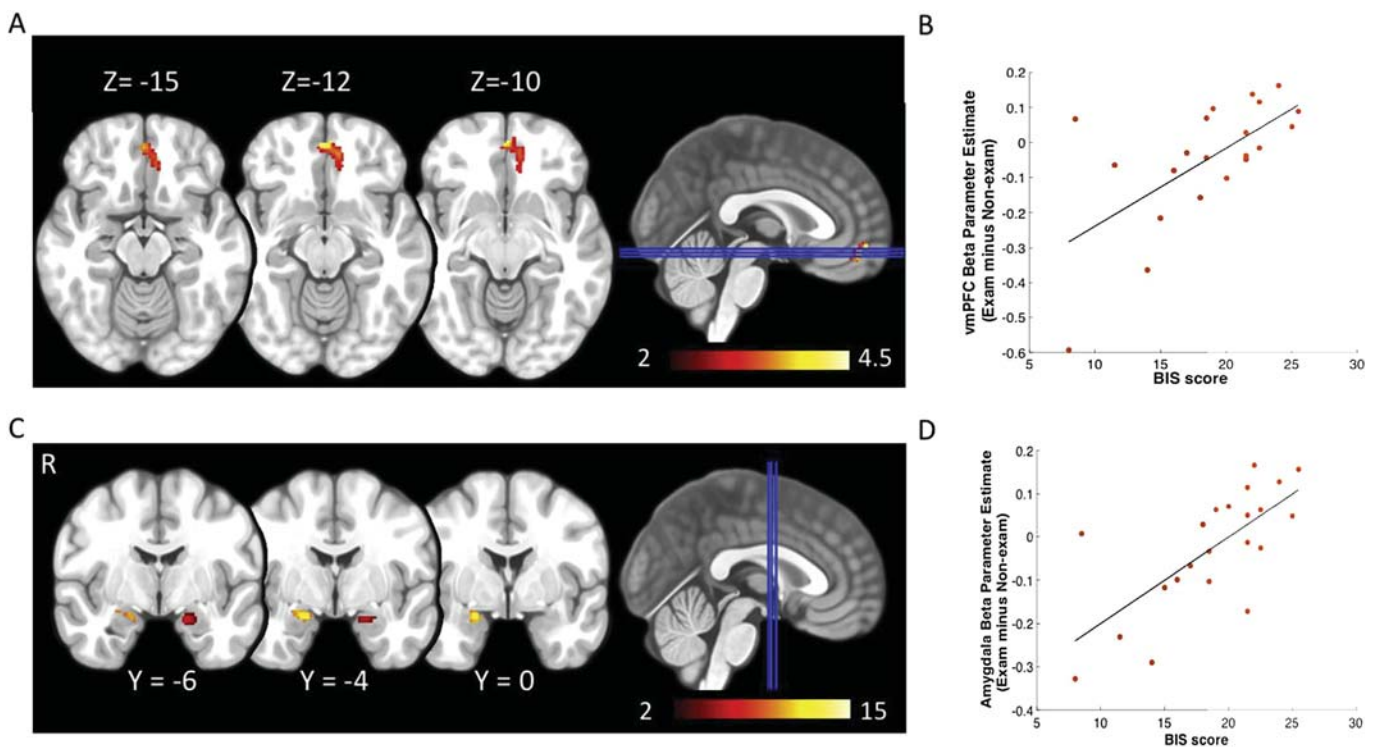 A
Z= -15
Z=-12
Z=-10
2
4.5
B
vmPFC Beta Parameter Estimate
(Exam minus Non-exam)
0.2
0.1
0
-0.1
-0.2
-0.3
-0.4
-0.5
-0.6
5
10
15
20
25
30
BIS score
C
R
Y = -6
Y = -4
Y = 0
2
15
D
Amygdala Beta Parameter Estimate
(Exam minus Non-exam)
0.2
0.1
0
-0.1
-0.2
-0.3
-0.4
5
10
15
20
25
30
BIS score